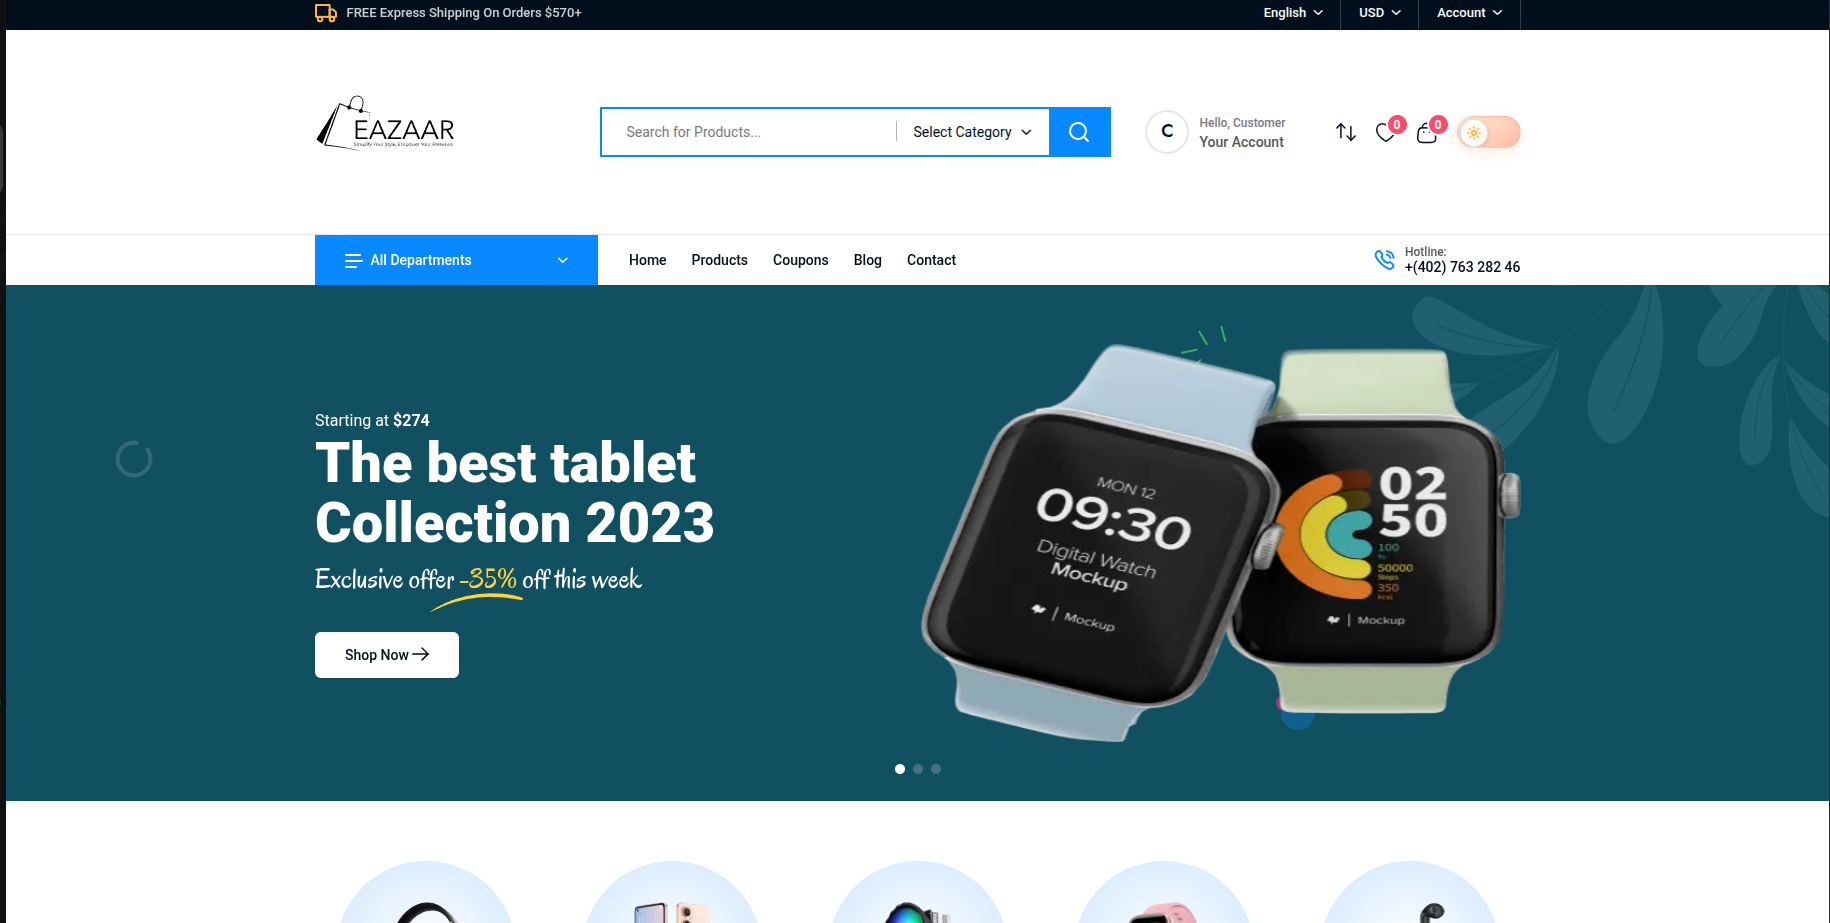 FREE Express Shipping On Orders $570+
English
USD
Account
EAZAAR
Simplify Your Style, Empower Your Presence.
Search for Products...
Select Category
C
Hello, Customer
Your Account
0
0
All Departments
Home
Products
Coupons
Blog
Contact
Hotline:
+(402) 763 282 46
Starting at $274
The best tablet
Collection 2023
Exclusive offer -35% off this week
Shop Now
MON 12
09:30
Digital Watch
Mockup
Mockup
02
50
100
%
50000
Steps
350
kcal
Mockup